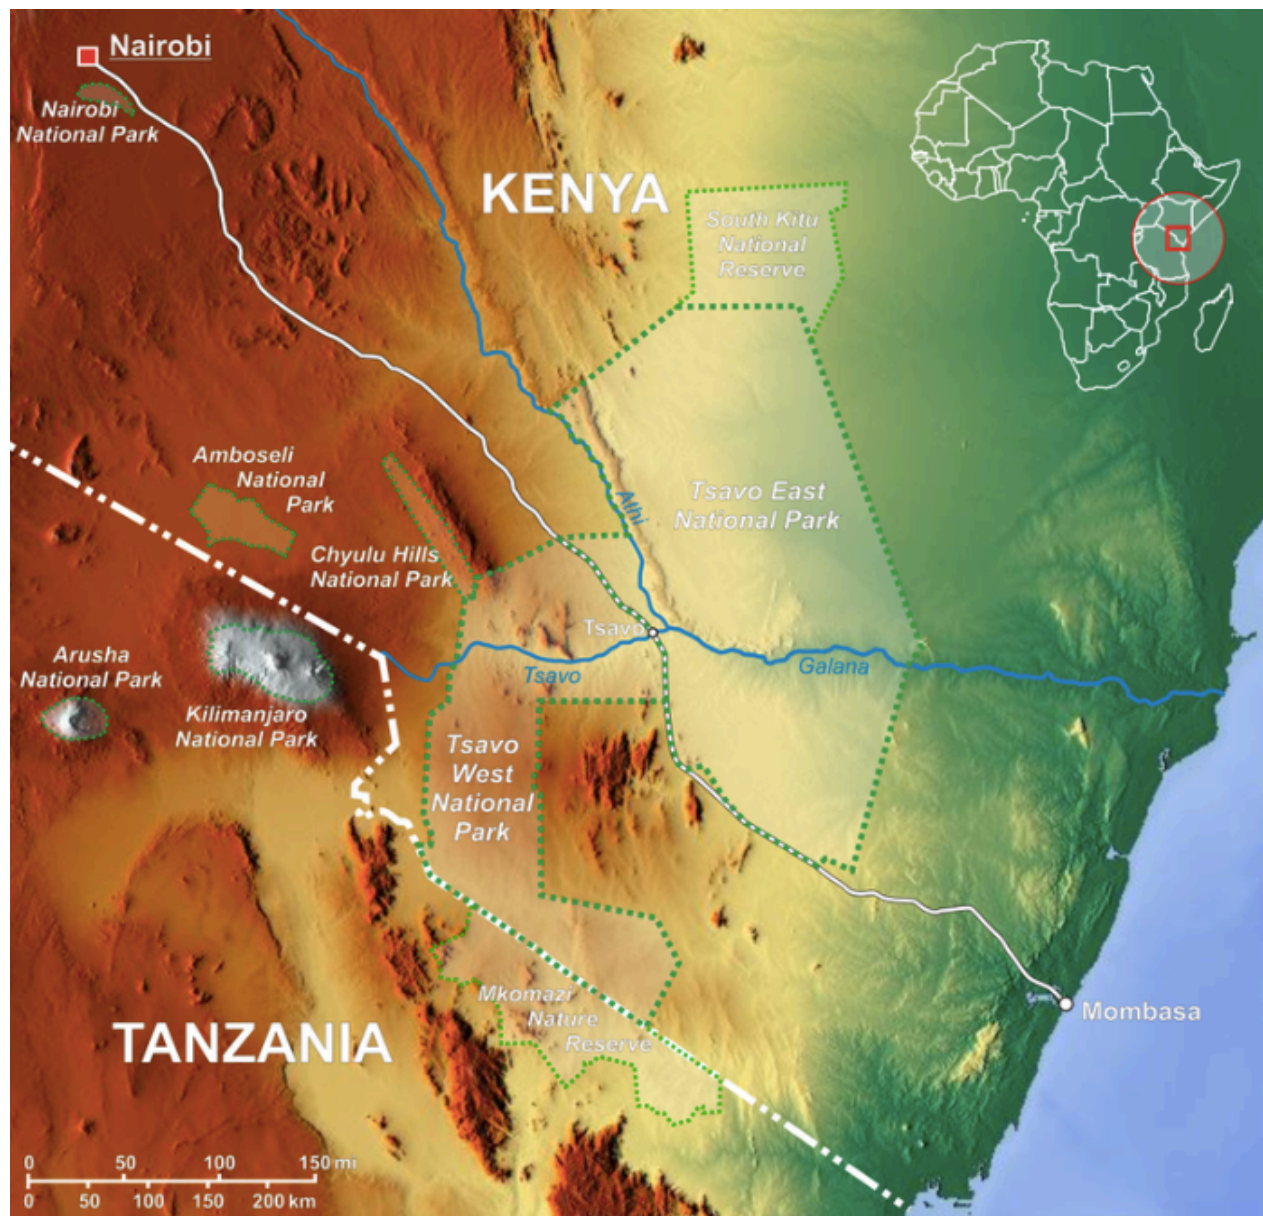 Nairobi
Nairobi
National Park
KENYA
South Kitu
National
Reserve
Amboseli
National
Park
Chyulu Hills
National Park
Athi
Tsavo East
National Park
Arusha
National Park
Kilimanjaro
National Park
Tsavo
Tsavo
Galana
Tsavo
West
National
Park
Mkomazi
Nature
Reserve
TANZANIA
Mombasa
0 50 100 150 mi
0 50 100 150 200 km